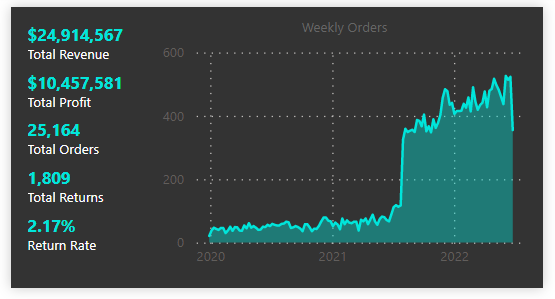 $24,914,567
Total Revenue
$10,457,581
Total Profit
25,164
Total Orders
1,809
Total Returns
2.17%
Return Rate
Weekly Orders
600
400
200
0
2020
2021
2022